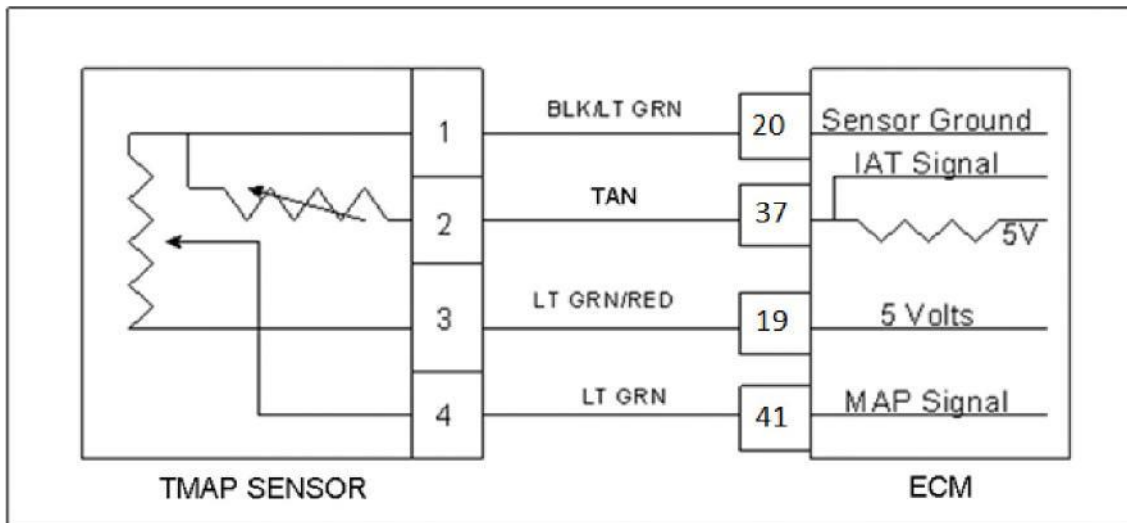 1
BLK/LT GRN
20
Sensor Ground
IAT Signal
2
TAN
37
5V
3
LT GRN/RED
19
5 Volts
4
LT GRN
41
MAP Signal
TMAP SENSOR
ECM